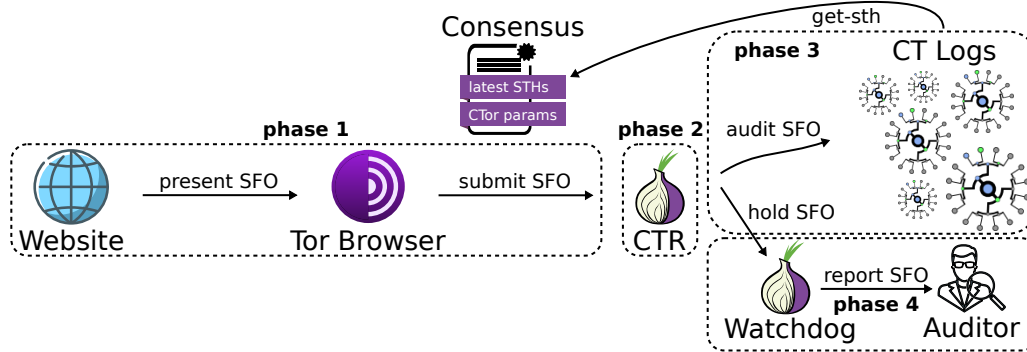 get-sth
Consensus
phase 3
CT Logs
latest STHs
CTor params
phase 1
phase 2
audit SFO
present SFO
submit SFO
hold SFO
Website
Tor Browser
CTR
report SFO
phase 4
Watchdog
Auditor